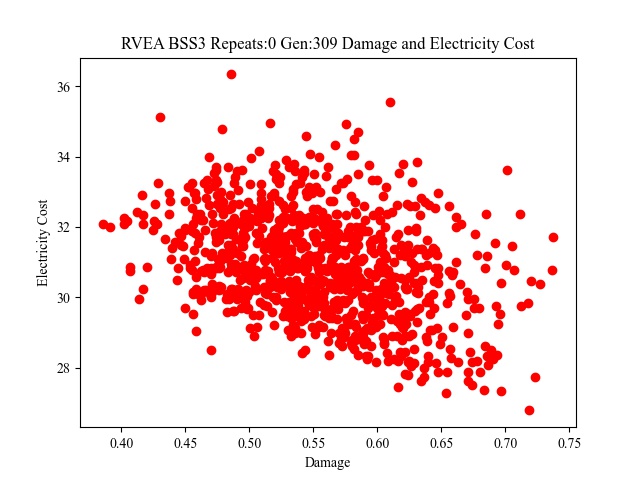 RVEA BSS3 Repeats:0 Gen:309 Damage and Electricity Cost
36
34
32
30
28
Electricity Cost
0.40 0.45 0.50 0.55 0.60 0.65 0.70 0.75
Damage